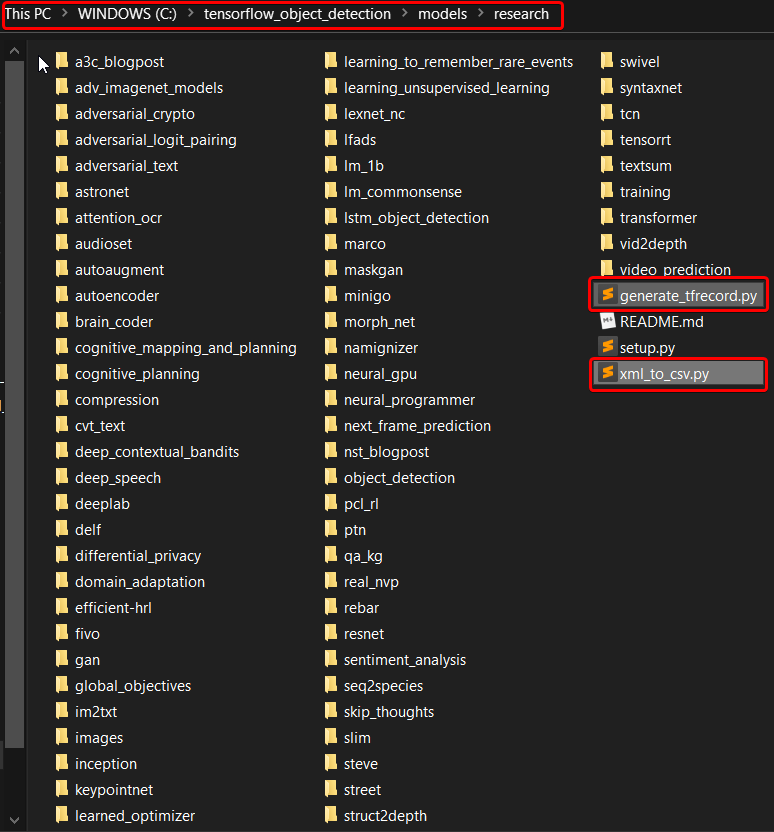 This PC > WINDOWS (C:) > tensorflow_object_detection > models > research
a3c_blogpost
adv_imagenet_models
adversarial_crypto
adversarial_logit_pairing
adversarial_text
astronet
attention_ocr
audioset
autoaugment
autoencoder
brain_coder
cognitive_mapping_and_planning
cognitive_planning
compression
cvt_text
deep_contextual_bandits
deep_speech
deeplab
delf
differential_privacy
domain_adaptation
efficient-hrl
fivo
gan
global_objectives
im2txt
images
inception
keypointnet
learned_optimizer
learning_to_remember_rare_events
learning_unsupervised_learning
lexnet_nc
lfads
lm_1b
lm_commonsense
lstm_object_detection
marco
maskgan
minigo
morph_net
namignizer
neural_gpu
neural_programmer
next_frame_prediction
nst_blogpost
object_detection
pcl_rl
ptn
qa_kg
real_nvp
rebar
resnet
sentiment_analysis
seq2species
skip_thoughts
slim
steve
street
struct2depth
swivel
syntaxnet
tcn
tensorrt
textsum
training
transformer
vid2depth
video_prediction
generate_tfrecord.py
README.md
setup.py
xml_to_csv.py